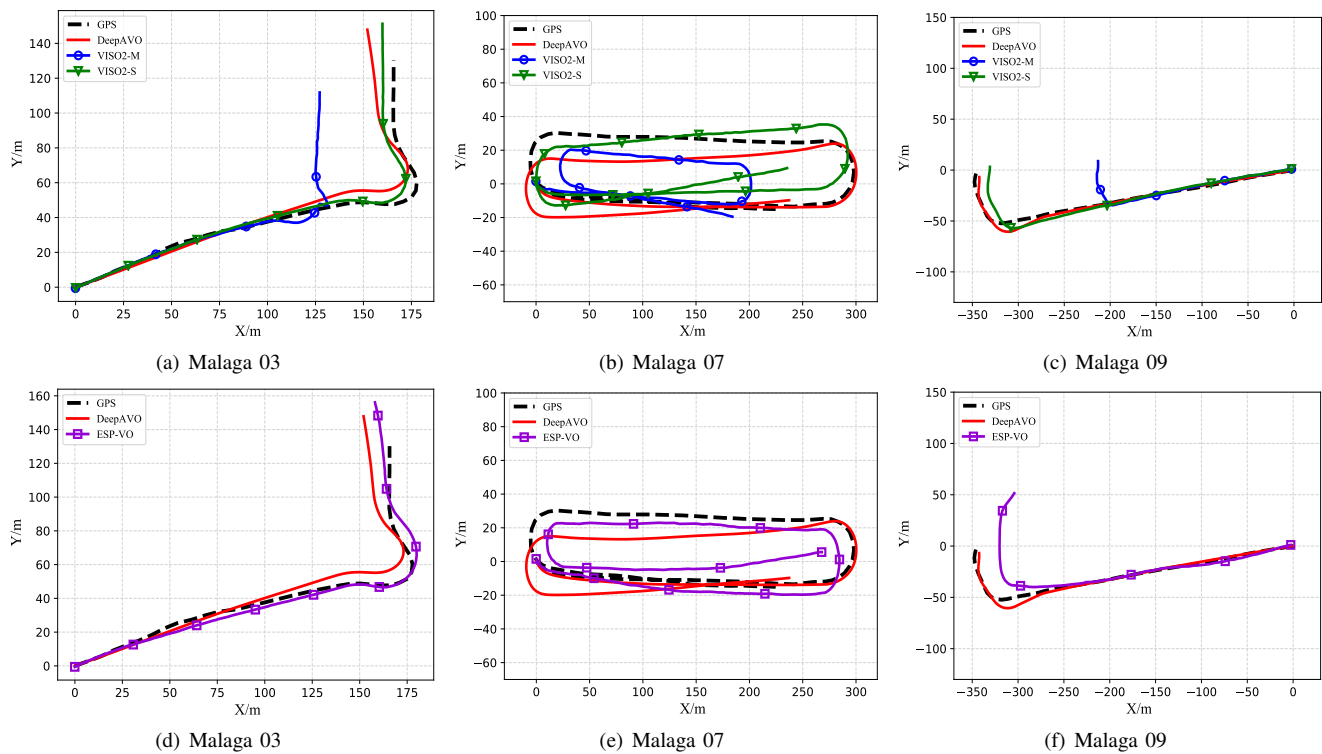 GPS
DeepAVO
VISO2-M
VISO2-S
Y/m
140
120
100
80
60
40
20
0
0 25 50 75 100 125 150 175
X/m
(a) Malaga 03
GPS
DeepAVO
VISO2-M
VISO2-S
Y/m
100
80
60
40
20
0
−20
−40
−60
0 50 100 150 200 250 300
X/m
(b) Malaga 07
GPS
DeepAVO
VISO2-M
VISO2-S
Y/m
150
100
50
0
−50
−100
−350 −300 −250 −200 −150 −100 −50 0
X/m
(c) Malaga 09
GPS
DeepAVO
ESP-VO
Y/m
160
140
120
100
80
60
40
20
0
0 25 50 75 100 125 150 175
X/m
(d) Malaga 03
GPS
DeepAVO
ESP-VO
Y/m
100
80
60
40
20
0
−20
−40
−60
0 50 100 150 200 250 300
X/m
(e) Malaga 07
GPS
DeepAVO
ESP-VO
Y/m
150
100
50
0
−50
−100
−350 −300 −250 −200 −150 −100 −50 0
X/m
(f) Malaga 09